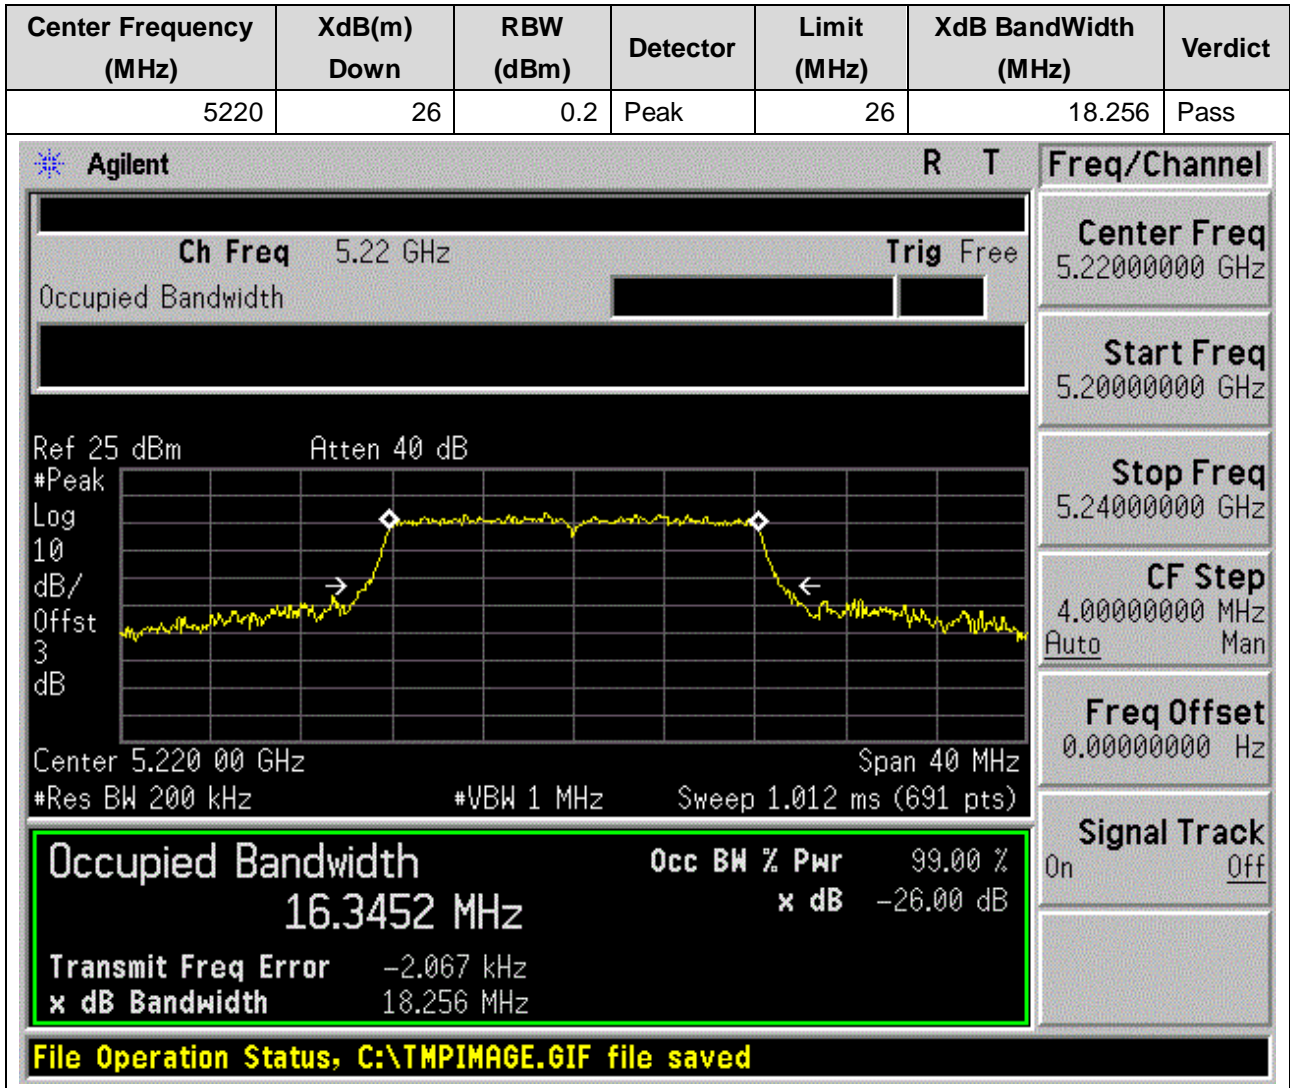 Center Frequency (MHz) XdB(m) Down RBW (dBm) Detector Limit (MHz) XdB BandWidth (MHz) Verdict
5220 26 0.2 Peak 26 18.256 Pass
Agilent R T
Freq/Channel
Ch Freq 5.22 GHz Trig Free
Occupied Bandwidth
Center Freq
5.22000000 GHz
Start Freq
5.20000000 GHz
Stop Freq
5.24000000 GHz
CF Step
4.00000000 MHz
Auto Man
Freq Offset
0.00000000 Hz
Signal Track
On Off
Ref 25 dBm Atten 40 dB
#Peak
Log
10
dB/
Offst
3
dB
Center 5.220 00 GHz Span 40 MHz
#Res BW 200 kHz #VBW 1 MHz Sweep 1.012 ms (691 pts)
Occupied Bandwidth
16.3452 MHz
Occ BW % Pwr 99.00 %
x dB -26.00 dB
Transmit Freq Error -2.067 kHz
x dB Bandwidth 18.256 MHz
File Operation Status, C:\TMPIMAGE.GIF file saved